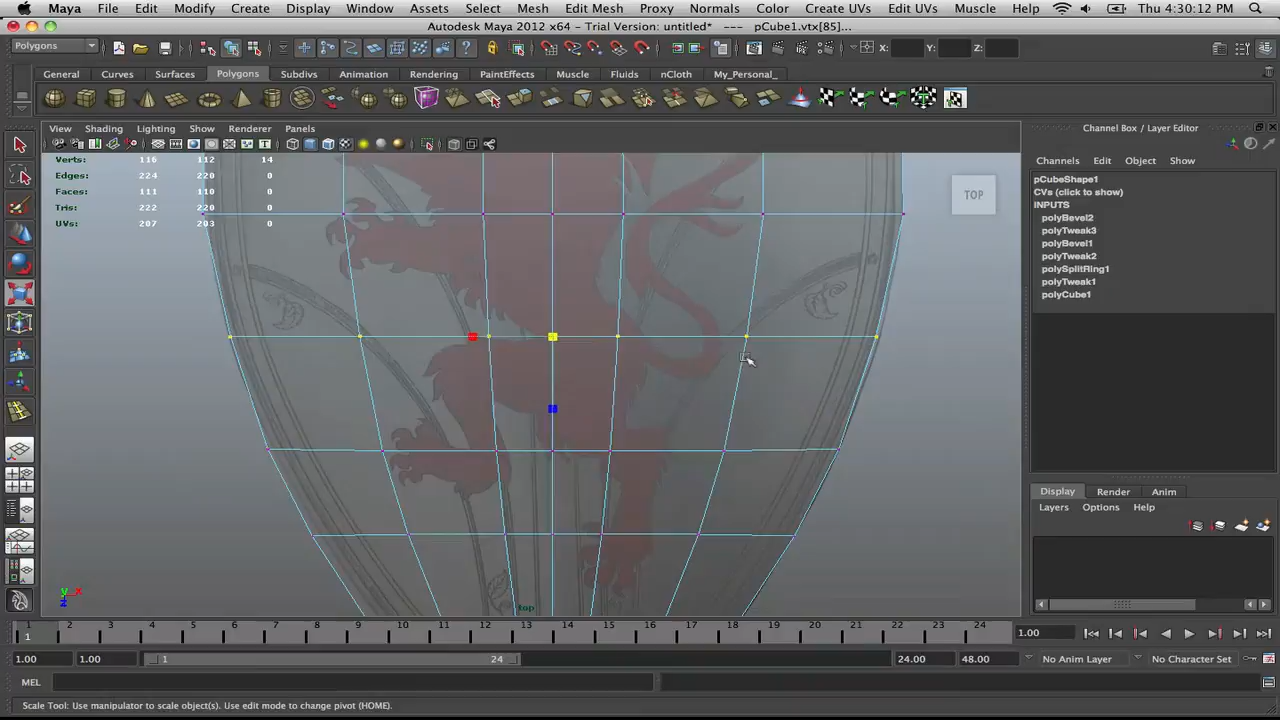 Maya File Edit Modify Create Display Window Assets Select Mesh Edit Mesh Proxy Normals Color Create UVs Edit UVs Muscle Help Thu 4:30:12 PM
Autodesk Maya 2012 x64 - Trial Version: untitled* --- pCube1.vtx[85]...
Polygons X: Y: Z:
General Curves Surfaces Polygons Subdivs Animation Rendering PaintEffects Muscle Fluids nCloth My_Personal_
View Shading Lighting Show Renderer Panels
Channel Box / Layer Editor
Verts: 116 112 14
Edges: 224 220 0
Faces: 111 110 0
Tris: 222 220 0
UVs: 207 203 0
TOP
Channels Edit Object Show
pCubeShape1
CVs (click to show)
INPUTS
polyBevel2
polyTweak3
polyBevel1
polyTweak2
polySplitRing1
polyTweak1
polyCube1
Display Render Anim
Layers Options Help
y x
z
top
1 2 3 4 5 6 7 8 9 10 11 12 13 14 15 16 17 18 19 20 21 22 23 24
1 1.00
1.00 1.00 1 24 24.00 48.00 No Anim Layer No Character Set
MEL
Scale Tool: Use manipulator to scale object(s). Use edit mode to change pivot (HOME).